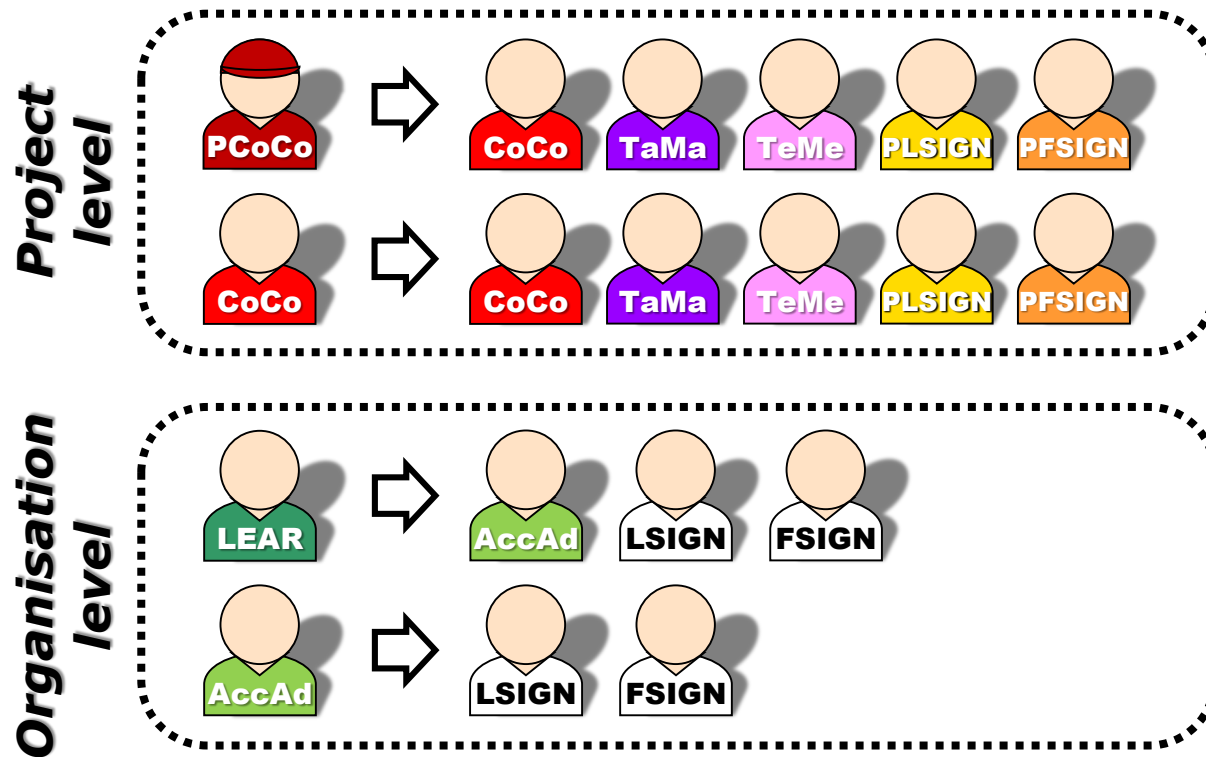 Project
level
PCoCo
CoCo
TaMa
TeMe
PLSIGN
PFSIGN
CoCo
CoCo
TaMa
TeMe
PLSIGN
PFSIGN
Organisation
level
LEAR
AccAd
LSIGN
FSIGN
AccAd
LSIGN
FSIGN